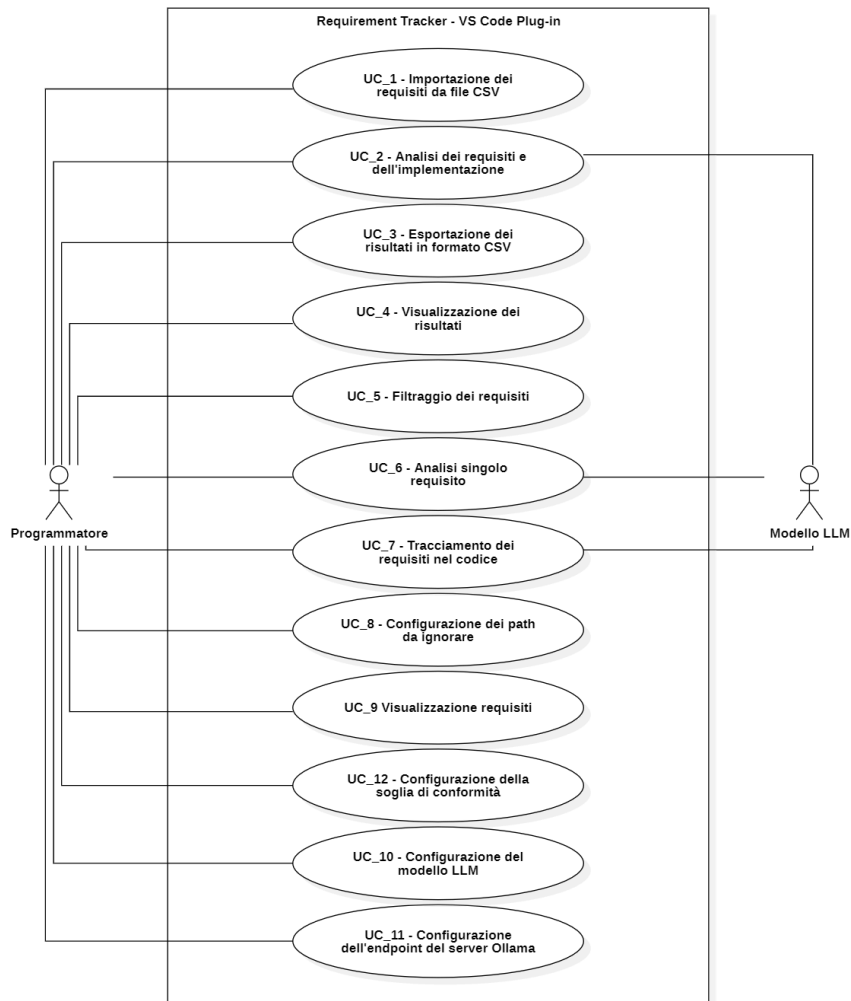 Requirement Tracker - VS Code Plug-in
UC_1 - Importazione dei
requisiti da file CSV
UC_2 - Analisi dei requisiti e
dell'implementazione
UC_3 - Esportazione dei
risultati in formato CSV
UC_4 - Visualizzazione dei
risultati
UC_5 - Filtraggio dei requisiti
UC_6 - Analisi singolo
requisito
Programmatore
Modello LLM
UC_7 - Tracciamento dei
requisiti nel codice
UC_8 - Configurazione dei path
da ignorare
UC_9 Visualizzazione requisiti
UC_12 - Configurazione della
soglia di conformità
UC_10 - Configurazione del
modello LLM
UC_11 - Configurazione
dell'endpoint del server Ollama